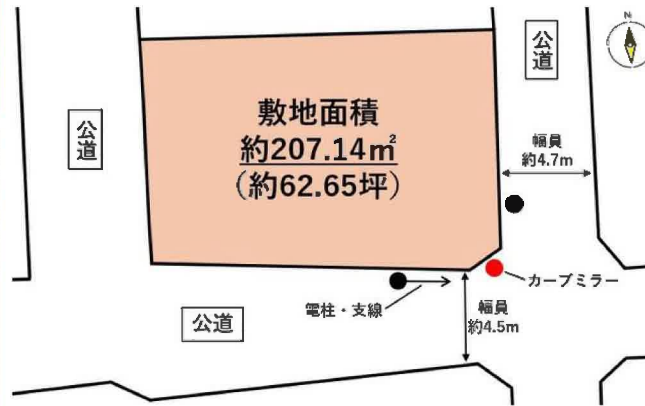 N
公道
敷地面積
約207.14㎡
（約62.65坪）
公道
幅員
約4.7m
カーブミラー
電柱・支線
公道
幅員
約4.5m